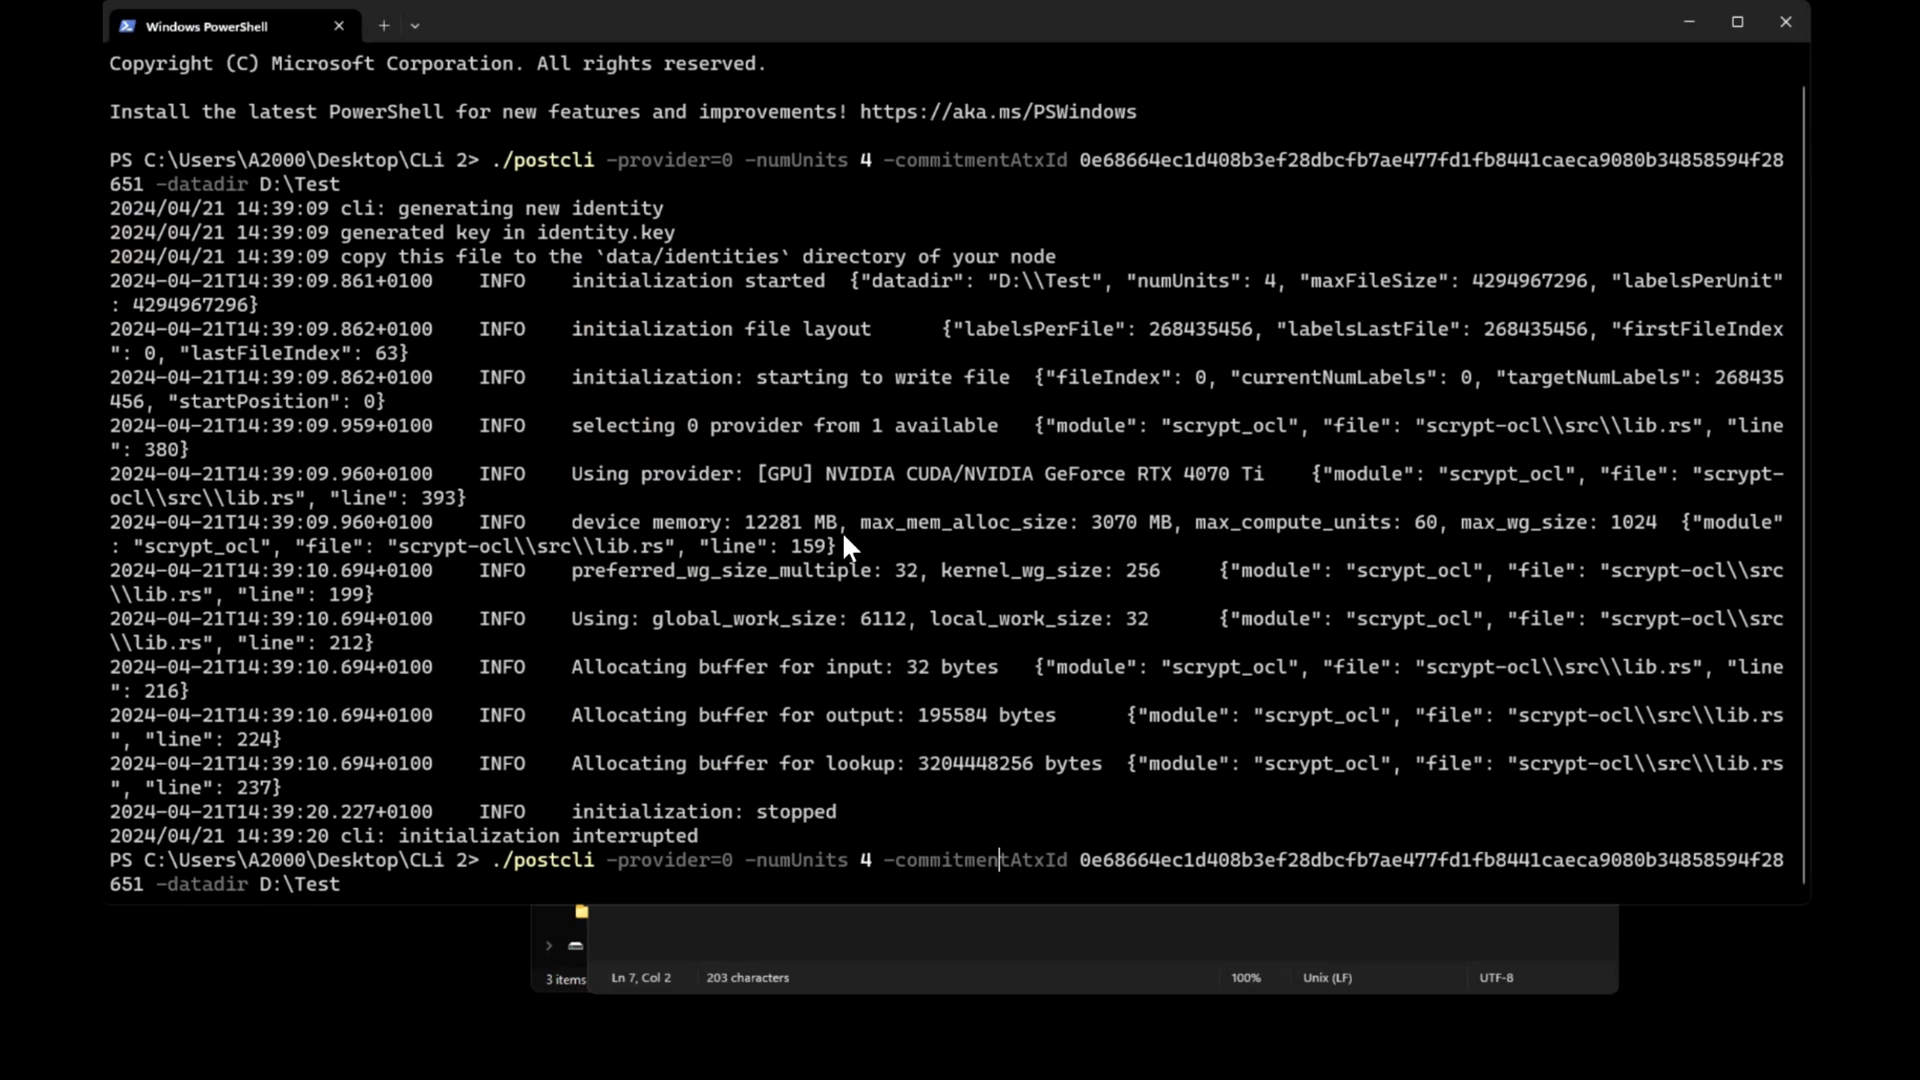 Windows PowerShell
Copyright (C) Microsoft Corporation. All rights reserved.
Install the latest PowerShell for new features and improvements! https://aka.ms/PSWindows
PS C:\Users\A2000\Desktop\CLi 2> ./postcli -provider=0 -numUnits 4 -commitmentAtxId 0e68664ec1d408b3ef28dbcfb7ae477fd1fb8441caeca9080b34858594f28
651 -datadir D:\Test
2024/04/21 14:39:09 cli: generating new identity
2024/04/21 14:39:09 generated key in identity.key
2024/04/21 14:39:09 copy this file to the `data/identities` directory of your node
2024-04-21T14:39:09.861+0100 INFO initialization started {"datadir": "D:\\Test", "numUnits": 4, "maxFileSize": 4294967296, "labelsPerUnit"
: 4294967296}
2024-04-21T14:39:09.862+0100 INFO initialization file layout {"labelsPerFile": 268435456, "labelsLastFile": 268435456, "firstFileIndex
": 0, "lastFileIndex": 63}
2024-04-21T14:39:09.862+0100 INFO initialization: starting to write file {"fileIndex": 0, "currentNumLabels": 0, "targetNumLabels": 268435
456, "startPosition": 0}
2024-04-21T14:39:09.959+0100 INFO selecting 0 provider from 1 available {"module": "scrypt_ocl", "file": "scrypt-ocl\\src\\lib.rs", "line
": 380}
2024-04-21T14:39:09.960+0100 INFO Using provider: [GPU] NVIDIA CUDA/NVIDIA GeForce RTX 4070 Ti {"module": "scrypt_ocl", "file": "scrypt-
ocl\\src\\lib.rs", "line": 393}
2024-04-21T14:39:09.960+0100 INFO device memory: 12281 MB, max_mem_alloc_size: 3070 MB, max_compute_units: 60, max_wg_size: 1024 {"module"
: "scrypt_ocl", "file": "scrypt-ocl\\src\\lib.rs", "line": 159}
2024-04-21T14:39:10.694+0100 INFO preferred_wg_size_multiple: 32, kernel_wg_size: 256 {"module": "scrypt_ocl", "file": "scrypt-ocl\\src
\\lib.rs", "line": 199}
2024-04-21T14:39:10.694+0100 INFO Using: global_work_size: 6112, local_work_size: 32 {"module": "scrypt_ocl", "file": "scrypt-ocl\\src
\\lib.rs", "line": 212}
2024-04-21T14:39:10.694+0100 INFO Allocating buffer for input: 32 bytes {"module": "scrypt_ocl", "file": "scrypt-ocl\\src\\lib.rs", "line
": 216}
2024-04-21T14:39:10.694+0100 INFO Allocating buffer for output: 195584 bytes {"module": "scrypt_ocl", "file": "scrypt-ocl\\src\\lib.rs
", "line": 224}
2024-04-21T14:39:10.694+0100 INFO Allocating buffer for lookup: 3204448256 bytes {"module": "scrypt_ocl", "file": "scrypt-ocl\\src\\lib.rs
", "line": 237}
2024-04-21T14:39:20.227+0100 INFO initialization: stopped
2024/04/21 14:39:20 cli: initialization interrupted
PS C:\Users\A2000\Desktop\CLi 2> ./postcli -provider=0 -numUnits 4 -commitmentAtxId 0e68664ec1d408b3ef28dbcfb7ae477fd1fb8441caeca9080b34858594f28
651 -datadir D:\Test
3 items Ln 7, Col 2 203 characters 100% Unix (LF) UTF-8